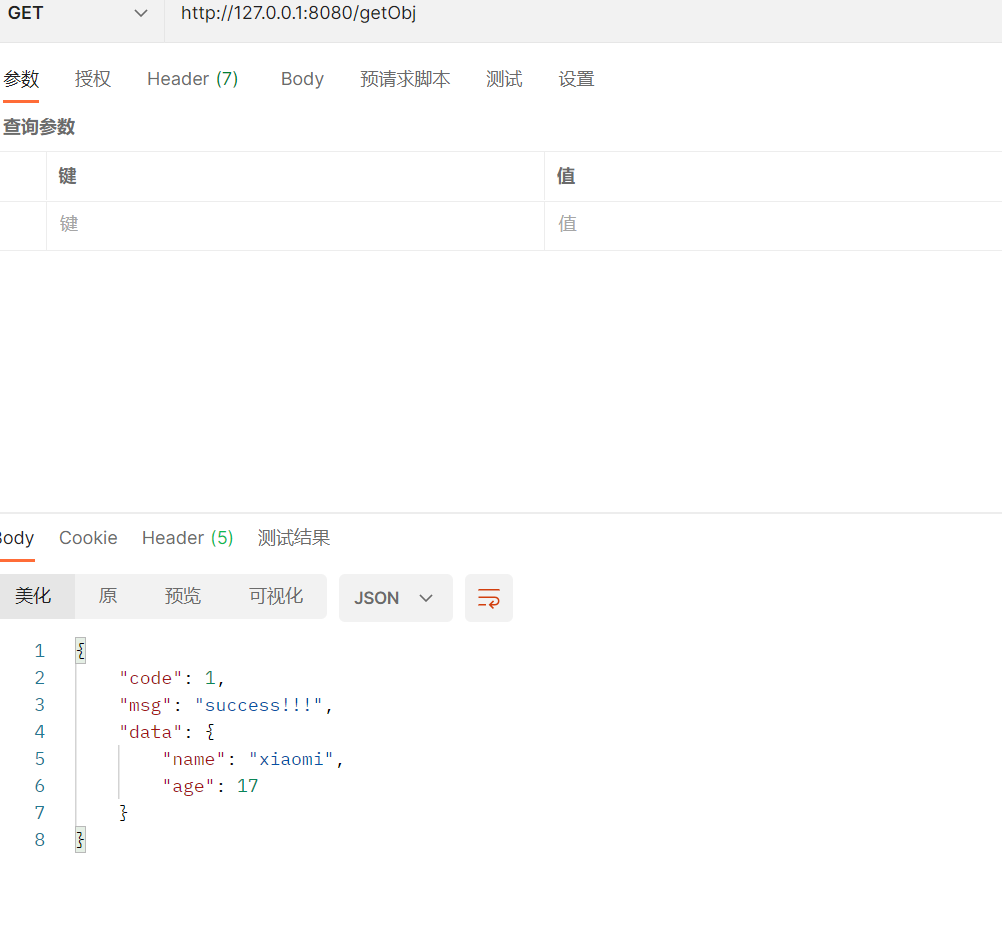 GET http://127.0.0.1:8080/getObj
参数 授权 Header (7) Body 预请求脚本 测试 设置
查询参数
键 值
键 值
Body Cookie Header (5) 测试结果
美化 原 预览 可视化 JSON
1 {
2 "code": 1,
3 "msg": "success!!!",
4 "data": {
5 "name": "xiaomi",
6 "age": 17
7 }
8 }